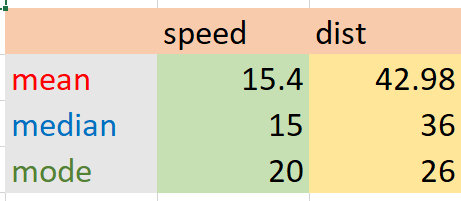 speed dist
mean 15.4 42.98
median 15 36
mode 20 26